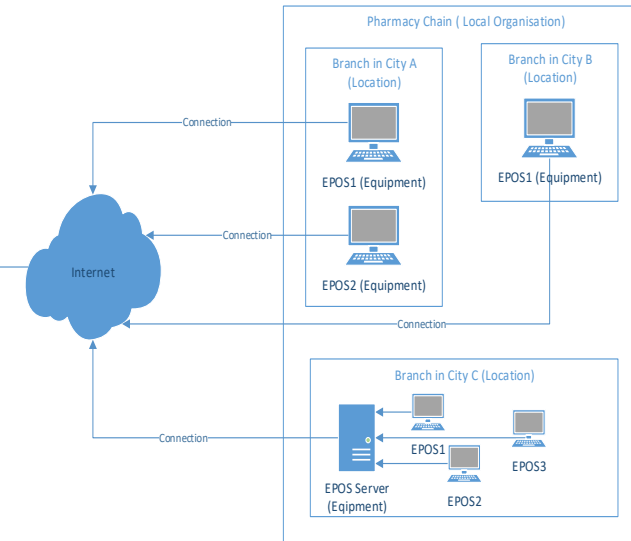 Pharmacy Chain ( Local Organisation)
Branch in City A
(Location)
Branch in City B
(Location)
Connection
EPOS1 (Equipment)
EPOS1 (Equipment)
Connection
Internet
EPOS2 (Equipment)
Connection
Branch in City C (Location)
Connection
EPOS1
EPOS3
EPOS Server
(Eqipment)
EPOS2